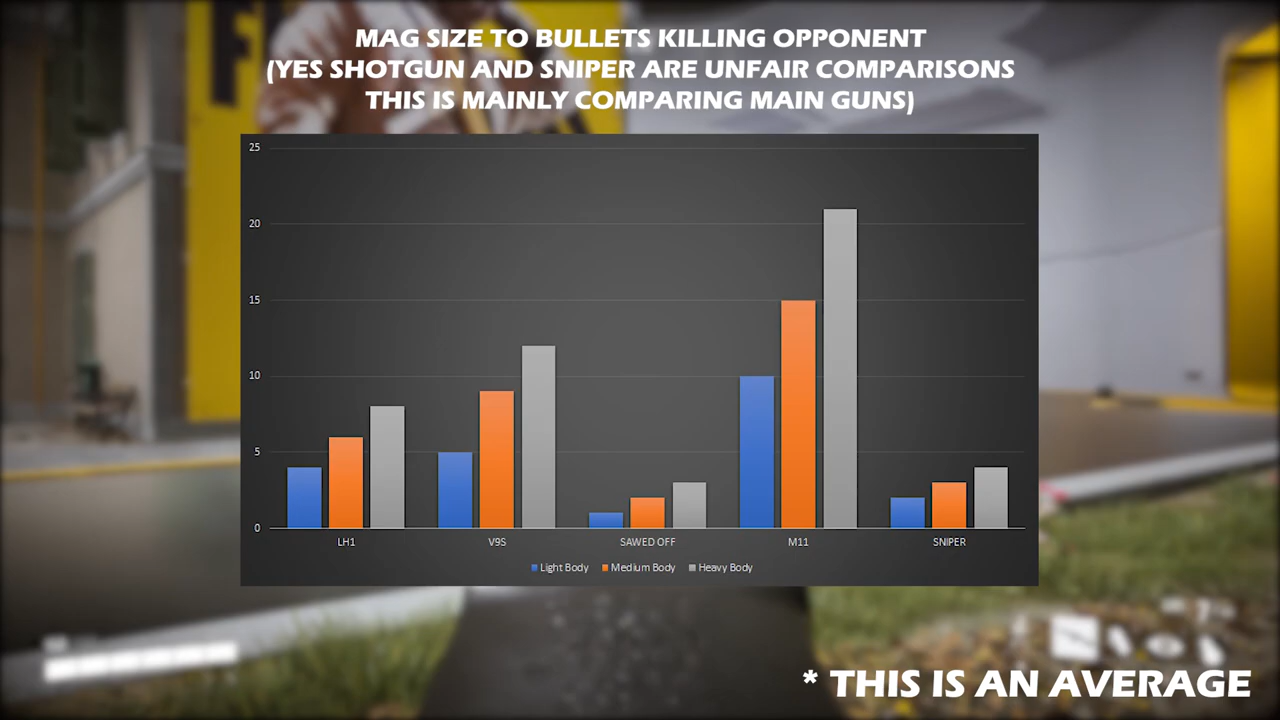 MAG SIZE TO BULLETS KILLING OPPONENT
(YES SHOTGUN AND SNIPER ARE UNFAIR COMPARISONS
THIS IS MAINLY COMPARING MAIN GUNS)
25
20
15
10
5
0
LH1 V9S SAWED OFF M11 SNIPER
Light Body Medium Body Heavy Body
* THIS IS AN AVERAGE